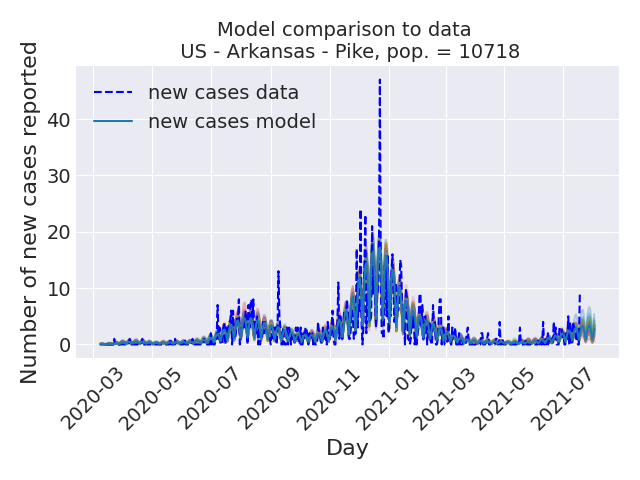 Model comparison to data
US - Arkansas - Pike, pop. = 10718
Number of new cases reported
new cases data
new cases model
40
30
20
10
0
2020-03
2020-05
2020-07
2020-09
2020-11
2021-01
2021-03
2021-05
2021-07
Day